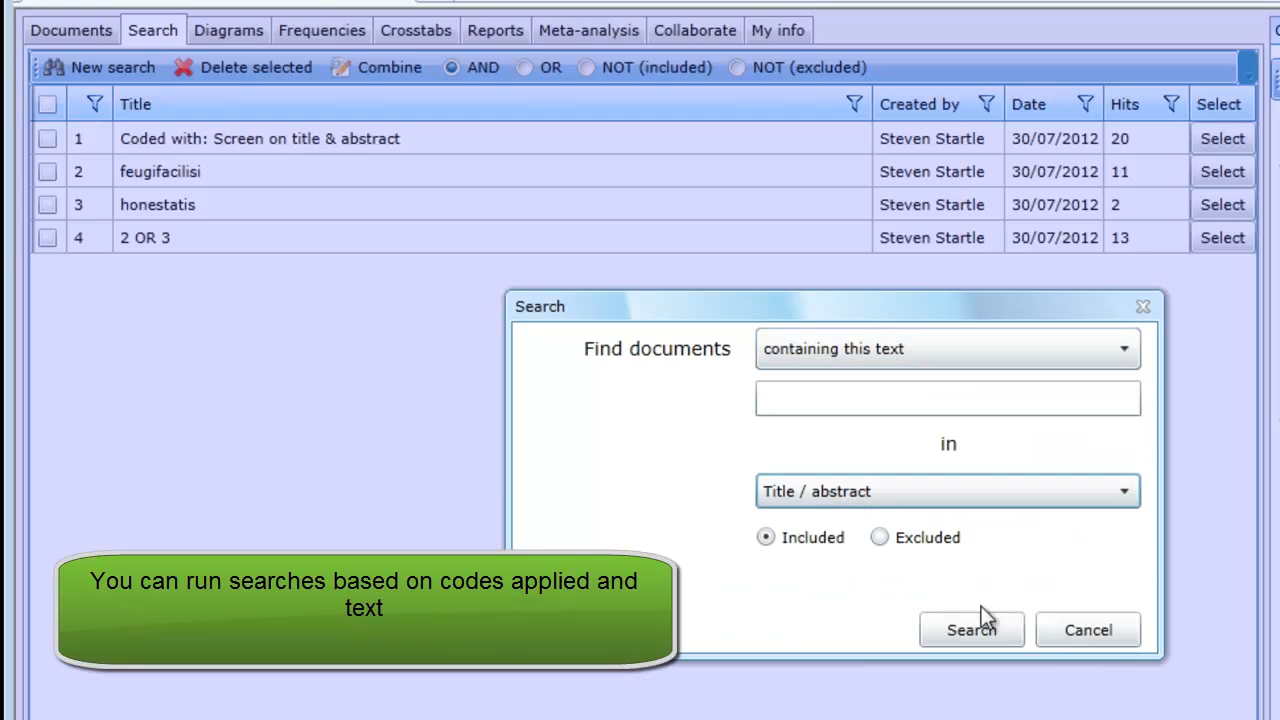 Documents Search Diagrams Frequencies Crosstabs Reports Meta-analysis Collaborate My info
New search Delete selected Combine AND OR NOT (included) NOT (excluded)
Title Created by Date Hits Select
1 Coded with: Screen on title & abstract Steven Startle 30/07/2012 20 Select
2 feugifacilisi Steven Startle 30/07/2012 11 Select
3 honestatis Steven Startle 30/07/2012 2 Select
4 2 OR 3 Steven Startle 30/07/2012 13 Select
Search
Find documents containing this text
in
Title / abstract
Included Excluded
Search Cancel
You can run searches based on codes applied and
text